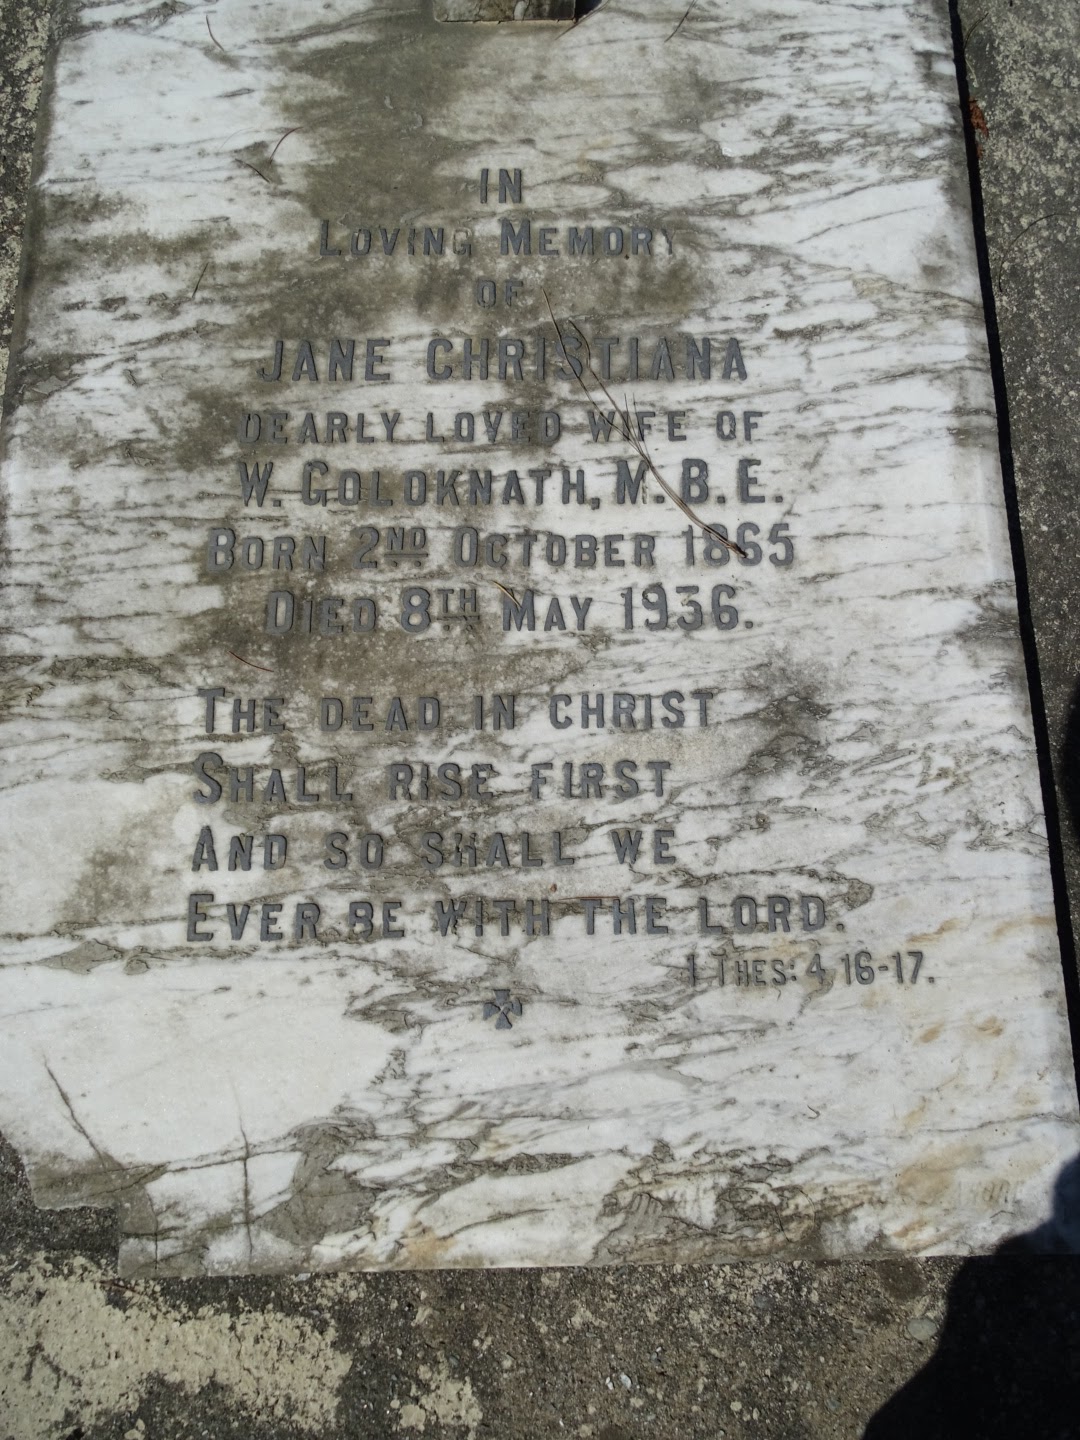 IN
LOVING MEMORY
OF
JANE CHRISTIANA
DEARLY LOVED WIFE OF
W. GOLOKNATH, M.B.E.
BORN 2ND OCTOBER 1865
DIED 8TH MAY 1936.
THE DEAD IN CHRIST
SHALL RISE FIRST
AND SO SHALL WE
EVER BE WITH THE LORD.
1 THES: 4, 16-17.